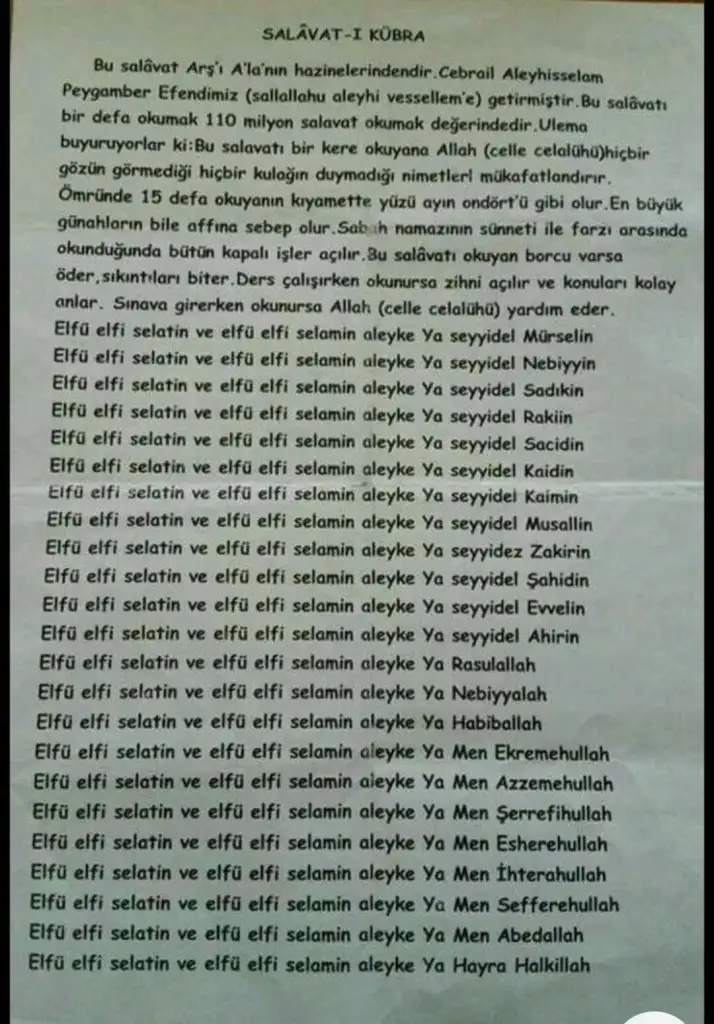 SALÂVAT-I KÜBRA
Bu salâvat Arş'ı A'la'nın hazinelerindendir.Cebrail Aleyhisselam
Peygamber Efendimiz (sallallahu aleyhi vessellem'e) getirmiştir.Bu salâvatı
bir defa okumak 110 milyon salavat okumak değerindedir.Ulema
buyuruyorlar ki:Bu salavatı bir kere okuyana Allah (celle celalühü)hiçbir
gözün görmediği hiçbir kulağın duymadığı nimetleri mükafatlandırır.
Ömründe 15 defa okuyanın kıyamette yüzü ayın ondört'ü gibi olur.En büyük
günahların bile affına sebep olur.Sabah namazının sünneti ile farzı arasında
okunduğunda bütün kapalı işler açılır.Bu salâvatı okuyan borcu varsa
öder,sıkıntıları biter.Ders çalışırken okunursa zihni açılır ve konuları kolay
anlar. Sınava girerken okunursa Allah (celle celalühü) yardım eder.
Elfü elfi selatin ve elfü elfi selamin aleyke Ya seyyidel Mürselin
Elfü elfi selatin ve elfü elfi selamin aleyke Ya seyyidel Nebiyyin
Elfü elfi selatin ve elfü elfi selamin aleyke Ya seyyidel Sadıkin
Elfü elfi selatin ve elfü elfi selamin aleyke Ya seyyidel Rakiin
Elfü elfi selatin ve elfü elfi selamin aleyke Ya seyyidel Sacidin
Elfü elfi selatin ve elfü elfi selamin aleyke Ya seyyidel Kaidin
Elfü elfi selatin ve elfü elfi selamin aleyke Ya seyyidel Kaimin
Elfü elfi selatin ve elfü elfi selamin aleyke Ya seyyidel Musallin
Elfü elfi selatin ve elfü elfi selamin aleyke Ya seyyidez Zakirin
Elfü elfi selatin ve elfü elfi selamin aleyke Ya seyyidel Şahidin
Elfü elfi selatin ve elfü elfi selamin aleyke Ya seyyidel Evvelin
Elfü elfi selatin ve elfü elfi selamin aleyke Ya seyyidel Ahirin
Elfü elfi selatin ve elfü elfi selamin aleyke Ya Rasulallah
Elfü elfi selatin ve elfü elfi selamin aleyke Ya Nebiyyalah
Elfü elfi selatin ve elfü elfi selamin aleyke Ya Habiballah
Elfü elfi selatin ve elfü elfi selamin aleyke Ya Men Ekremehullah
Elfü elfi selatin ve elfü elfi selamin aleyke Ya Men Azzemehullah
Elfü elfi selatin ve elfü elfi selamin aleyke Ya Men Şerrefihullah
Elfü elfi selatin ve elfü elfi selamin aleyke Ya Men Esherehullah
Elfü elfi selatin ve elfü elfi selamin aleyke Ya Men İhterahullah
Elfü elfi selatin ve elfü elfi selamin aleyke Ya Men Sefferehullah
Elfü elfi selatin ve elfü elfi selamin aleyke Ya Men Abedallah
Elfü elfi selatin ve elfü elfi selamin aleyke Ya Hayra Halkillah